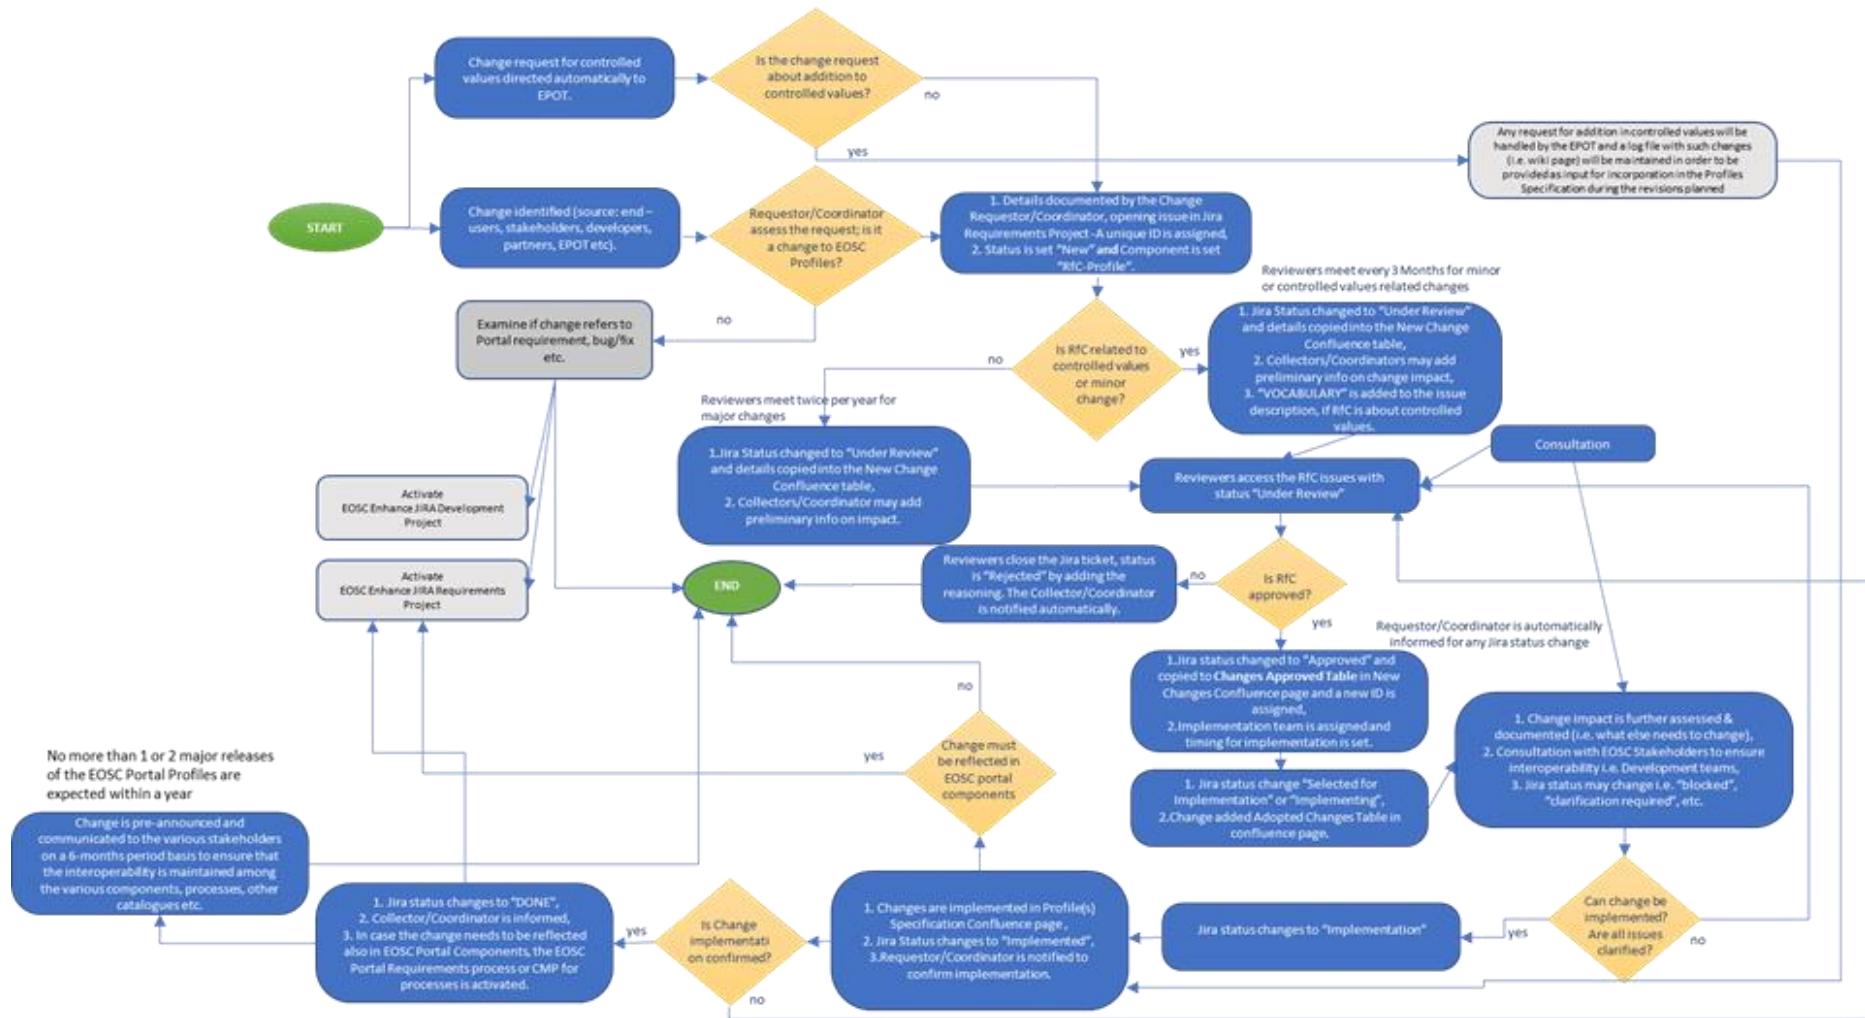 Change request for controlled
values directed automatically to
EPOT.
Is the change request
about addition to
controlled values?
no
yes
Any request for addition in controlled values will be
handled by the EPOT and a log file with such changes
(i.e. wiki page) will be maintained in order to be
provided as input for incorporation in the Profiles
Specification during the revisions planned
START
Change identified (source: end –
users, stakeholders, developers,
partners, EPOT etc).
Requestor/Coordinator
assess the request; is it
a change to EOSC
Profiles?
1. Details documented by the Change
Requestor/Coordinator, opening issue in Jira
Requirements Project -A unique ID is assigned,
2. Status is set "New" and Component is set
"RfC-Profile".
Reviewers meet every 3 Months for minor
or controlled values related changes
no
Examine if change refers to
Portal requirement, bug/fix
etc.
Is RfC related to
controlled values
or minor
change?
yes
no
1. Jira Status changed to "Under Review"
and details copied into the New Change
Confluence table,
2. Collectors/Coordinators may add
preliminary info on change impact,
3. "VOCABULARY" is added to the issue
description, if RfC is about controlled
values.
Reviewers meet twice per year for
major changes
1.Jira Status changed to "Under Review"
and details copied into the New Change
Confluence table,
2. Collectors/Coordinator may add
preliminary info on impact.
Consultation
Reviewers access the RfC issues with
status "Under Review"
Activate
EOSC Enhance JIRA Development
Project
Activate
EOSC Enhance JIRA Requirements
Project
END
Reviewers close the Jira ticket, status
is "Rejected" by adding the
reasoning. The Collector/Coordinator
is notified automatically.
no
Is RfC
approved?
yes
Requestor/Coordinator is automatically
informed for any Jira status change
1.Jira status changed to "Approved" and
copied to Changes Approved Table in New
Changes Confluence page and a new ID is
assigned,
2.Implementation team is assigned and
timing for implementation is set.
1. Jira status change "Selected for
Implementation" or "Implementing",
2.Change added Adopted Changes Table in
confluence page.
1. Change impact is further assessed &
documented (i.e. what else needs to change),
2. Consultation with EOSC Stakeholders to ensure
interoperability i.e. Development teams,
3. Jira status may change i.e. "blocked",
"clarification required", etc.
no
yes
Change must
be reflected in
EOSC portal
components
No more than 1 or 2 major releases
of the EOSC Portal Profiles are
expected within a year
Change is pre-announced and
communicated to the various stakeholders
on a 6-months period basis to ensure that
the interoperability is maintained among
the various components, processes, other
catalogues etc.
1. Jira status changes to "DONE",
2. Collector/Coordinator is informed,
3. In case the change needs to be reflected
also in EOSC Portal Components, the EOSC
Portal Requirements process or CMP for
processes is activated.
yes
Is Change
implementati
on confirmed?
no
1. Changes are implemented in Profile(s)
Specification Confluence page ,
2. Jira Status changes to "Implemented",
3.Requestor/Coordinator is notified to
confirm implementation.
Jira status changes to "Implementation"
yes
Can change be
implemented?
Are all issues
clarified?
no